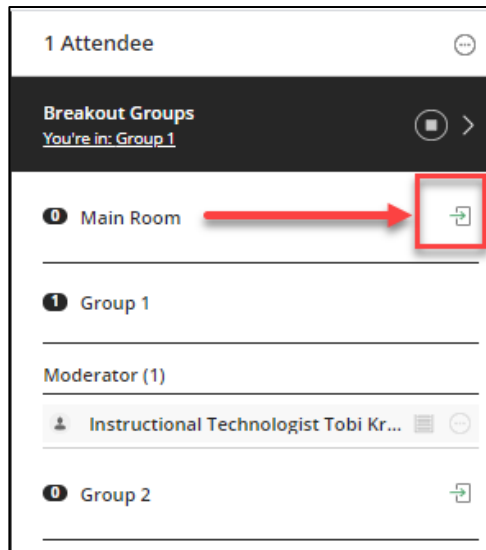 1 Attendee
Breakout Groups
You're in: Group 1
0 Main Room
1 Group 1
Moderator (1)
Instructional Technologist Tobi Kr...
0 Group 2